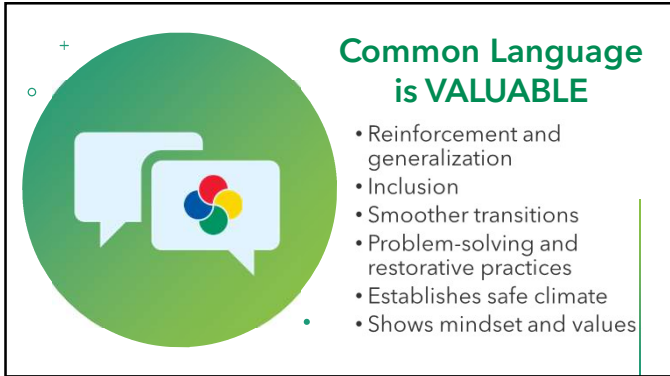 Common Language
is VALUABLE
• Reinforcement and
generalization
• Inclusion
• Smoother transitions
• Problem-solving and
restorative practices
• Establishes safe climate
• Shows mindset and values